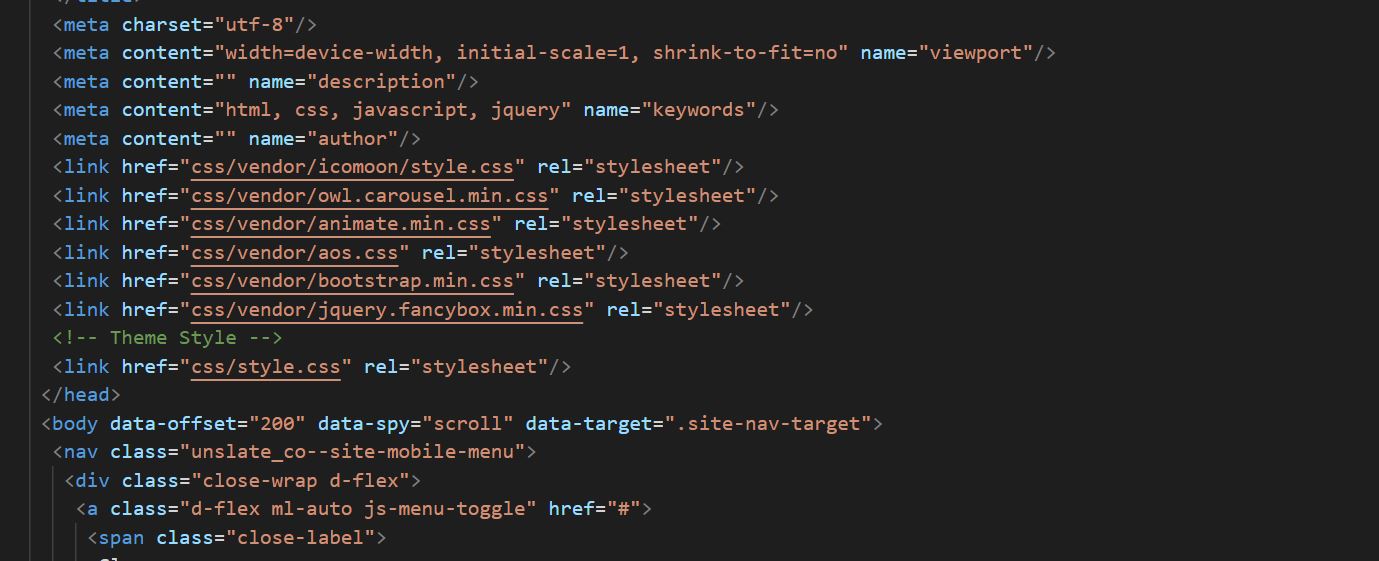 </title>
<meta charset="utf-8"/>
<meta content="width=device-width, initial-scale=1, shrink-to-fit=no" name="viewport"/>
<meta content="" name="description"/>
<meta content="html, css, javascript, jquery" name="keywords"/>
<meta content="" name="author"/>
<link href="css/vendor/icomoon/style.css" rel="stylesheet"/>
<link href="css/vendor/owl.carousel.min.css" rel="stylesheet"/>
<link href="css/vendor/animate.min.css" rel="stylesheet"/>
<link href="css/vendor/aos.css" rel="stylesheet"/>
<link href="css/vendor/bootstrap.min.css" rel="stylesheet"/>
<link href="css/vendor/jquery.fancybox.min.css" rel="stylesheet"/>
<!-- Theme Style -->
<link href="css/style.css" rel="stylesheet"/>
</head>
<body data-offset="200" data-spy="scroll" data-target=".site-nav-target">
<nav class="unslate_co--site-mobile-menu">
<div class="close-wrap d-flex">
<a class="d-flex ml-auto js-menu-toggle" href="#">
<span class="close-label">